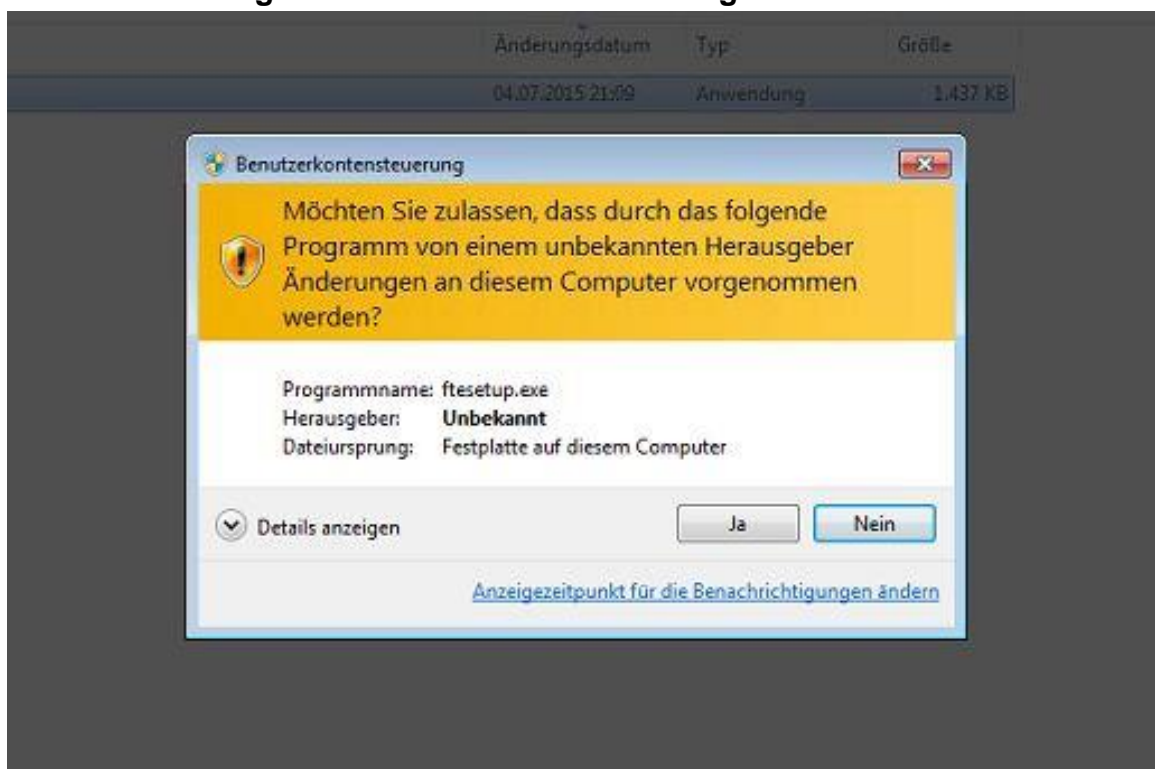 Änderungsdatum Typ Größe
04.07.2015 21:09 Anwendung 1.437 KB
Benutzerkontensteuerung
Möchten Sie zulassen, dass durch das folgende
Programm von einem unbekannten Herausgeber
Änderungen an diesem Computer vorgenommen
werden?
Programmname: ftesetup.exe
Herausgeber: Unbekannt
Dateiursprung: Festplatte auf diesem Computer
Details anzeigen Ja Nein
Anzeigezeitpunkt für die Benachrichtigungen ändern